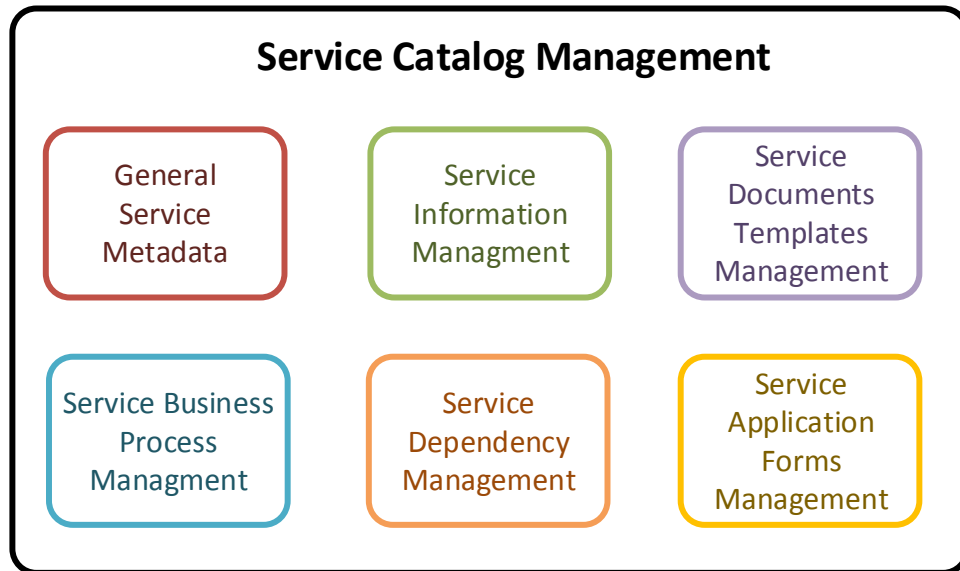 Service Catalog Management
General
Service
Metadata
Service
Information
Managment
Service
Documents
Templates
Management
Service Business
Process
Managment
Service
Dependency
Management
Service
Application
Forms
Management